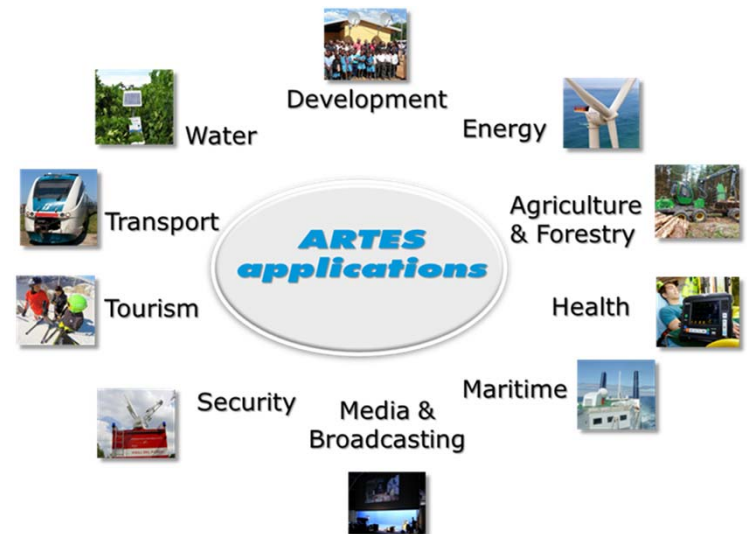 Development
Water
Energy
Transport
ARTES
applications
Agriculture
& Forestry
Tourism
Health
Security
Maritime
Media &
Broadcasting